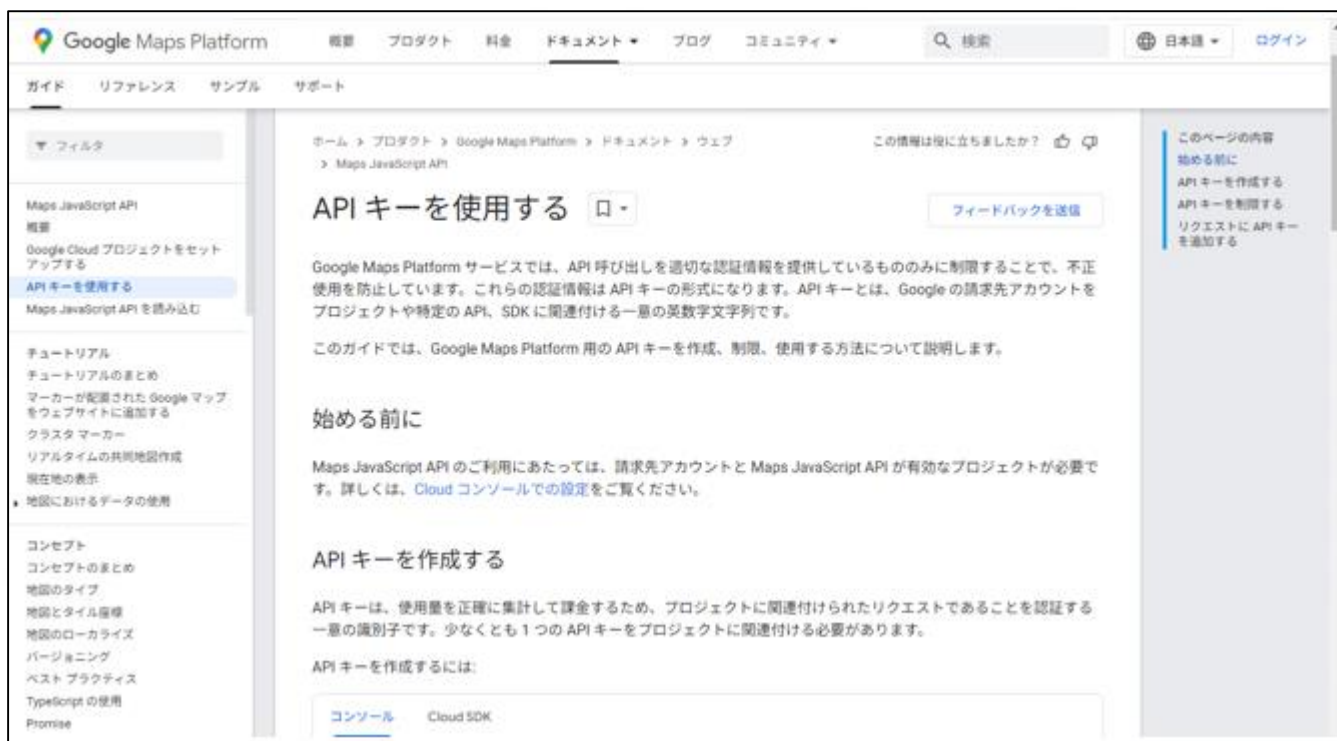 Google Maps Platform
概要 プロダクト 料金 ドキュメント ブログ コミュニティ 検索 日本語 ログイン
ガイド リファレンス サンプル サポート
フィルタ
Maps JavaScript API
概要
Google Cloud プロジェクトをセット
アップする
API キーを使用する
Maps JavaScript API を読み込む
チュートリアル
チュートリアルのまとめ
マーカーが配置された Google マップ
をウェブサイトに追加する
クラスタ マーカー
リアルタイムの共同地図作成
現在地の表示
地図におけるデータの使用
コンセプト
コンセプトのまとめ
地図のタイプ
地図とタイル座標
地図のローカライズ
バージョニング
ベスト プラクティス
TypeScript の使用
Promise
ホーム > プロダクト > Google Maps Platform > ドキュメント > ウェブ
> Maps JavaScript API
この情報は役に立ちましたか?
API キーを使用する
フィードバックを送信
Google Maps Platform サービスでは、API 呼び出しを適切な認証情報を提供しているもののみに制限することで、不正
使用を防止しています。これらの認証情報は API キーの形式になります。API キーとは、Google の請求先アカウントを
プロジェクトや特定の API、SDK に関連付ける一意の英数字文字列です。
このガイドでは、Google Maps Platform 用の API キーを作成、制限、使用する方法について説明します。
始める前に
Maps JavaScript API のご利用にあたっては、請求先アカウントと Maps JavaScript API が有効なプロジェクトが必要で
す。詳しくは、Cloud コンソールでの設定をご覧ください。
API キーを作成する
API キーは、使用量を正確に集計して課金するため、プロジェクトに関連付けられたリクエストであることを認証する
一意の識別子です。少なくとも 1 つの API キーをプロジェクトに関連付ける必要があります。
API キーを作成するには:
コンソール Cloud SDK
このページの内容
始める前に
API キーを作成する
API キーを制限する
リクエストに API キー
を追加する